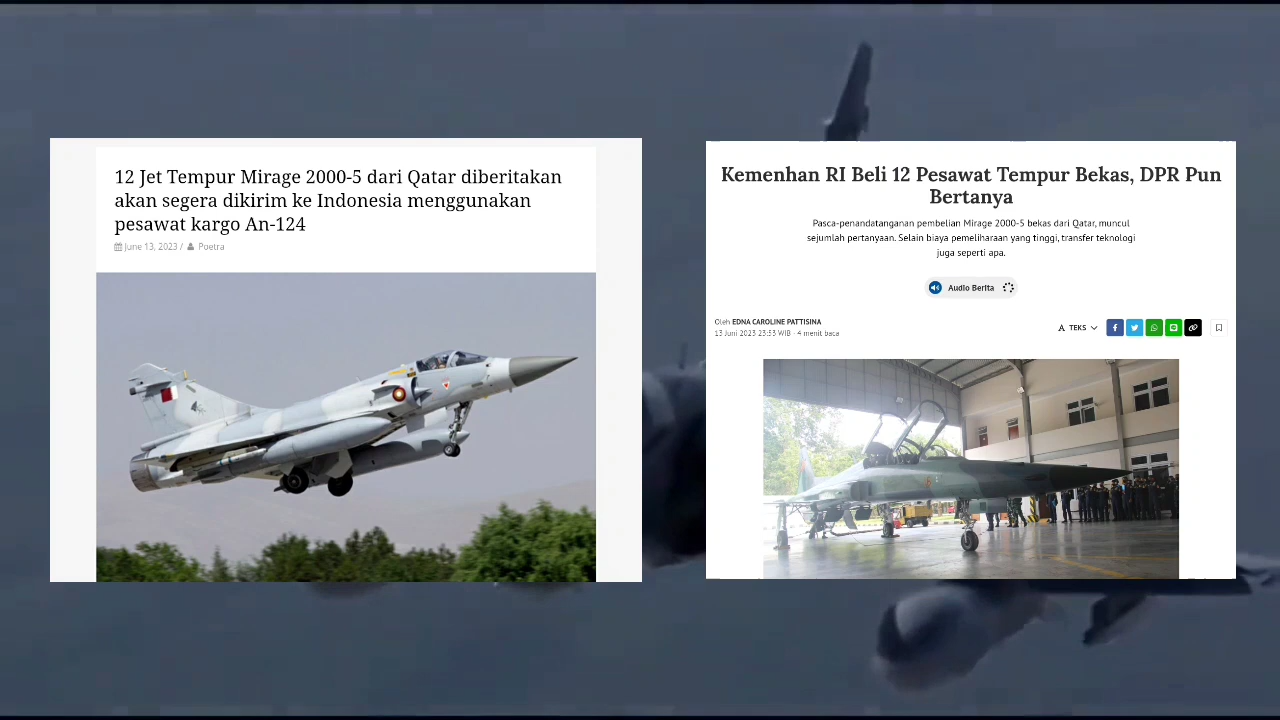 12 Jet Tempur Mirage 2000-5 dari Qatar diberitakan
akan segera dikirim ke Indonesia menggunakan
pesawat kargo An-124
June 13, 2023 / Poetra
Kemenhan RI Beli 12 Pesawat Tempur Bekas, DPR Pun
Bertanya
Pasca-penandatanganan pembelian Mirage 2000-5 bekas dari Qatar, muncul
sejumlah pertanyaan. Selain biaya pemeliharaan yang tinggi, transfer teknologi
juga seperti apa.
Audio Berita
Oleh EDNA CAROLINE PATTISINA
13 Juni 2023 23:53 WIB · 4 menit baca
A TEKS